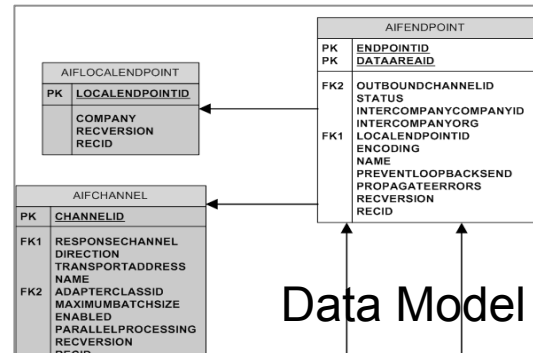 AIFENDPOINT
PK ENDPOINTID
PK DATAAREAID
FK2 OUTBOUNDCHANNELID
STATUS
INTERCOMPANYCOMPANYID
INTERCOMPANYORG
FK1 LOCALENDPOINTID
ENCODING
NAME
PREVENTLOOPBACKSEND
PROPAGATEERRORS
RECVERSION
RECID
AIFLOCALENDPOINT
PK LOCALENDPOINTID
COMPANY
RECVERSION
RECID
AIFCHANNEL
PK CHANNELID
FK1 RESPONSECHANNEL
DIRECTION
TRANSPORTADDRESS
NAME
FK2 ADAPTERCLASSID
MAXIMUMBATCHSIZE
ENABLED
PARALLELPROCESSING
RECVERSION
RECID
Data Model